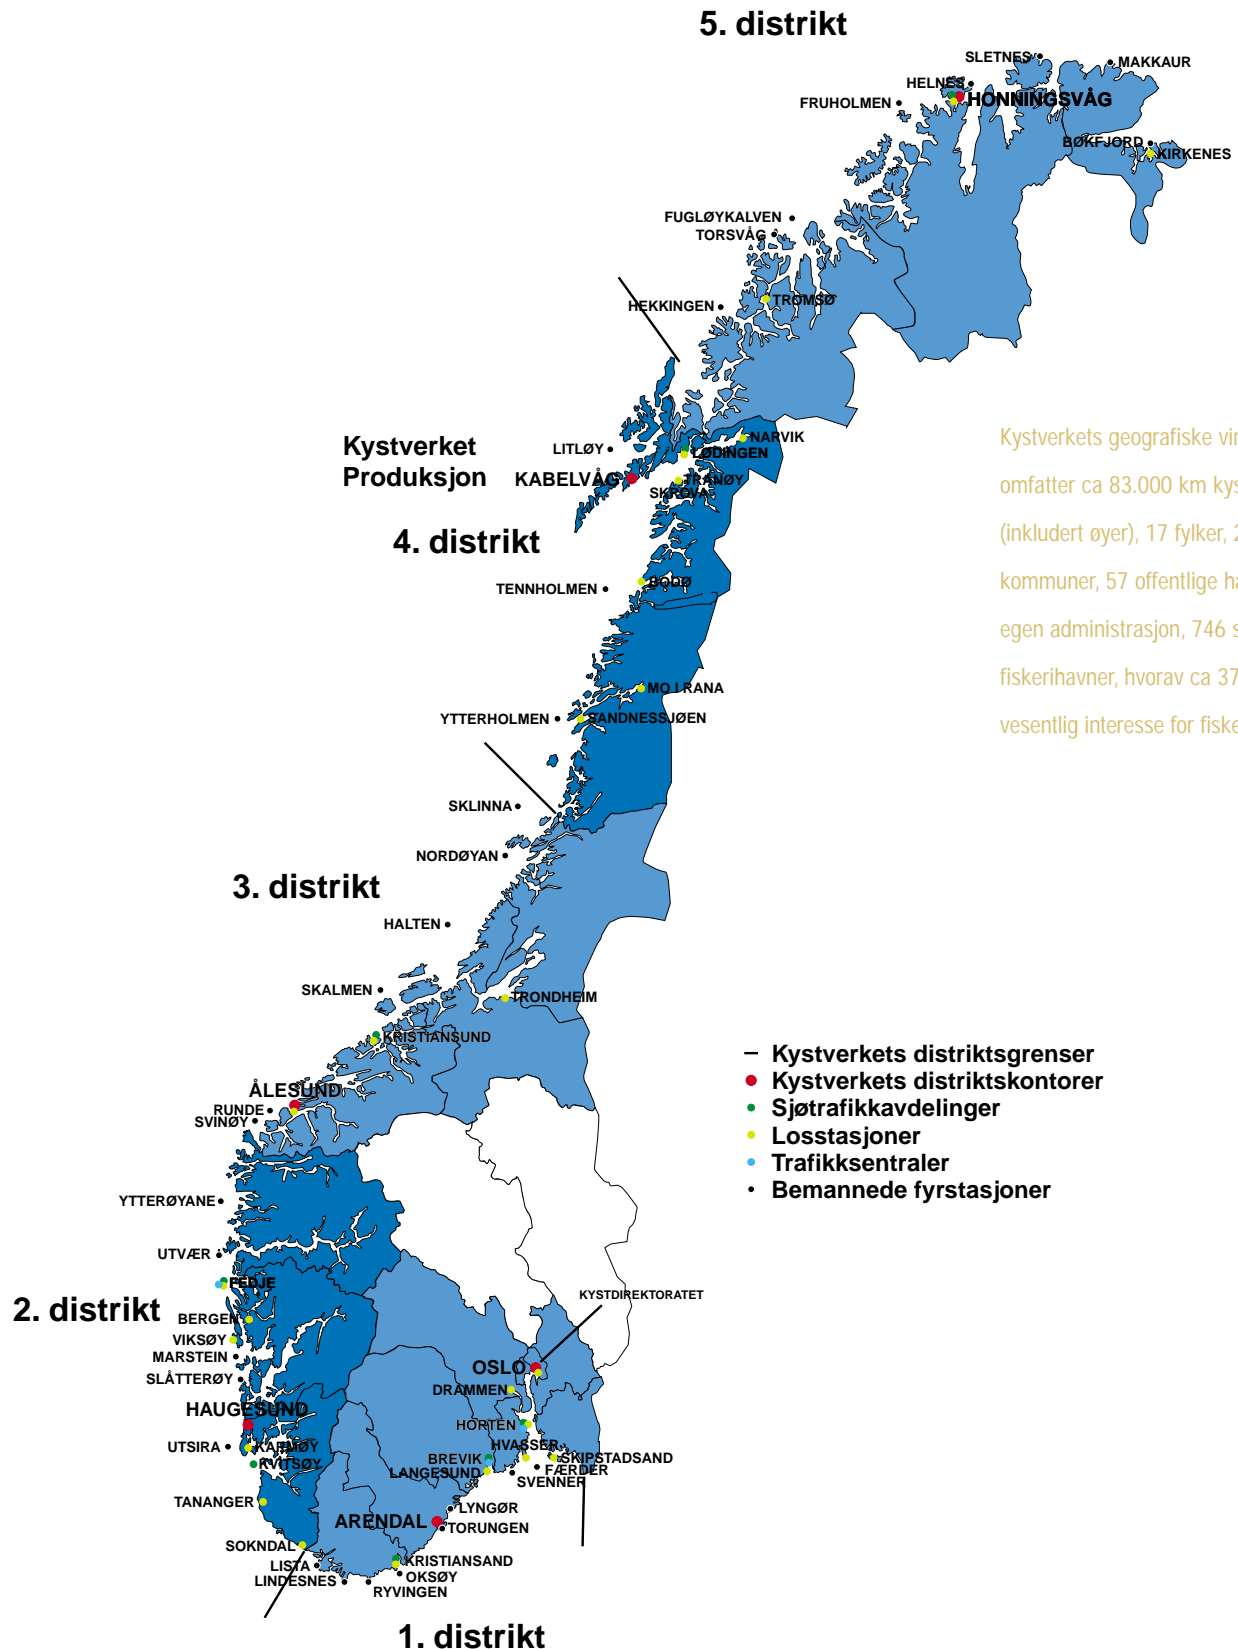 5. distrikt
SLETNES
MAKKAUR
HELNES
HONNINGSVÅG
FRUHOLMEN
BØKFJORD
KIRKENES
FUGLØYKALVEN
TORSVÅG
HEKKINGEN
TROMSØ
Kystverket
Produksjon
LITLØY
NARVIK
LØDINGEN
KABELVÅG
TRANØY
SKROVA
4. distrikt
TENNHOLMEN
BODØ
MO I RANA
YTTERHOLMEN
SANDNESSJØEN
SKLINNA
NORDØYAN
3. distrikt
HALTEN
SKALMEN
TRONDHEIM
KRISTIANSUND
ÅLESUND
RUNDE
SVINØY
YTTERØYANE
UTVÆR
FEDJE
2. distrikt
BERGEN
VIKSØY
MARSTEIN
SLÅTTERØY
HAUGESUND
UTSIRA
KARMØY
KVITSØY
TANANGER
SOKNDAL
LISTA
LINDESNES
RYVINGEN
OKSØY
KRISTIANSAND
ARENDAL
TORUNGEN
LYNGØR
KYSTDIREKTORATET
OSLO
DRAMMEN
HORTEN
HVASSER
BREVIK
LANGESUND
SKIPSTADSAND
FÆRDER
SVENNER
1. distrikt
Kystverkets geografiske
omfatter ca 83.000 km
(inkludert øyer), 17 fylker,
kommuner, 57 offentlige
egen administrasjon, 746
fiskerihavner, hvorav ca
vesentlig interesse for
Kystverkets distriktsgrenser
Kystverkets distriktskontorer
Sjøtrafikkavdelinger
Losstasjoner
Trafikksentraler
Bemannede fyrstasjoner